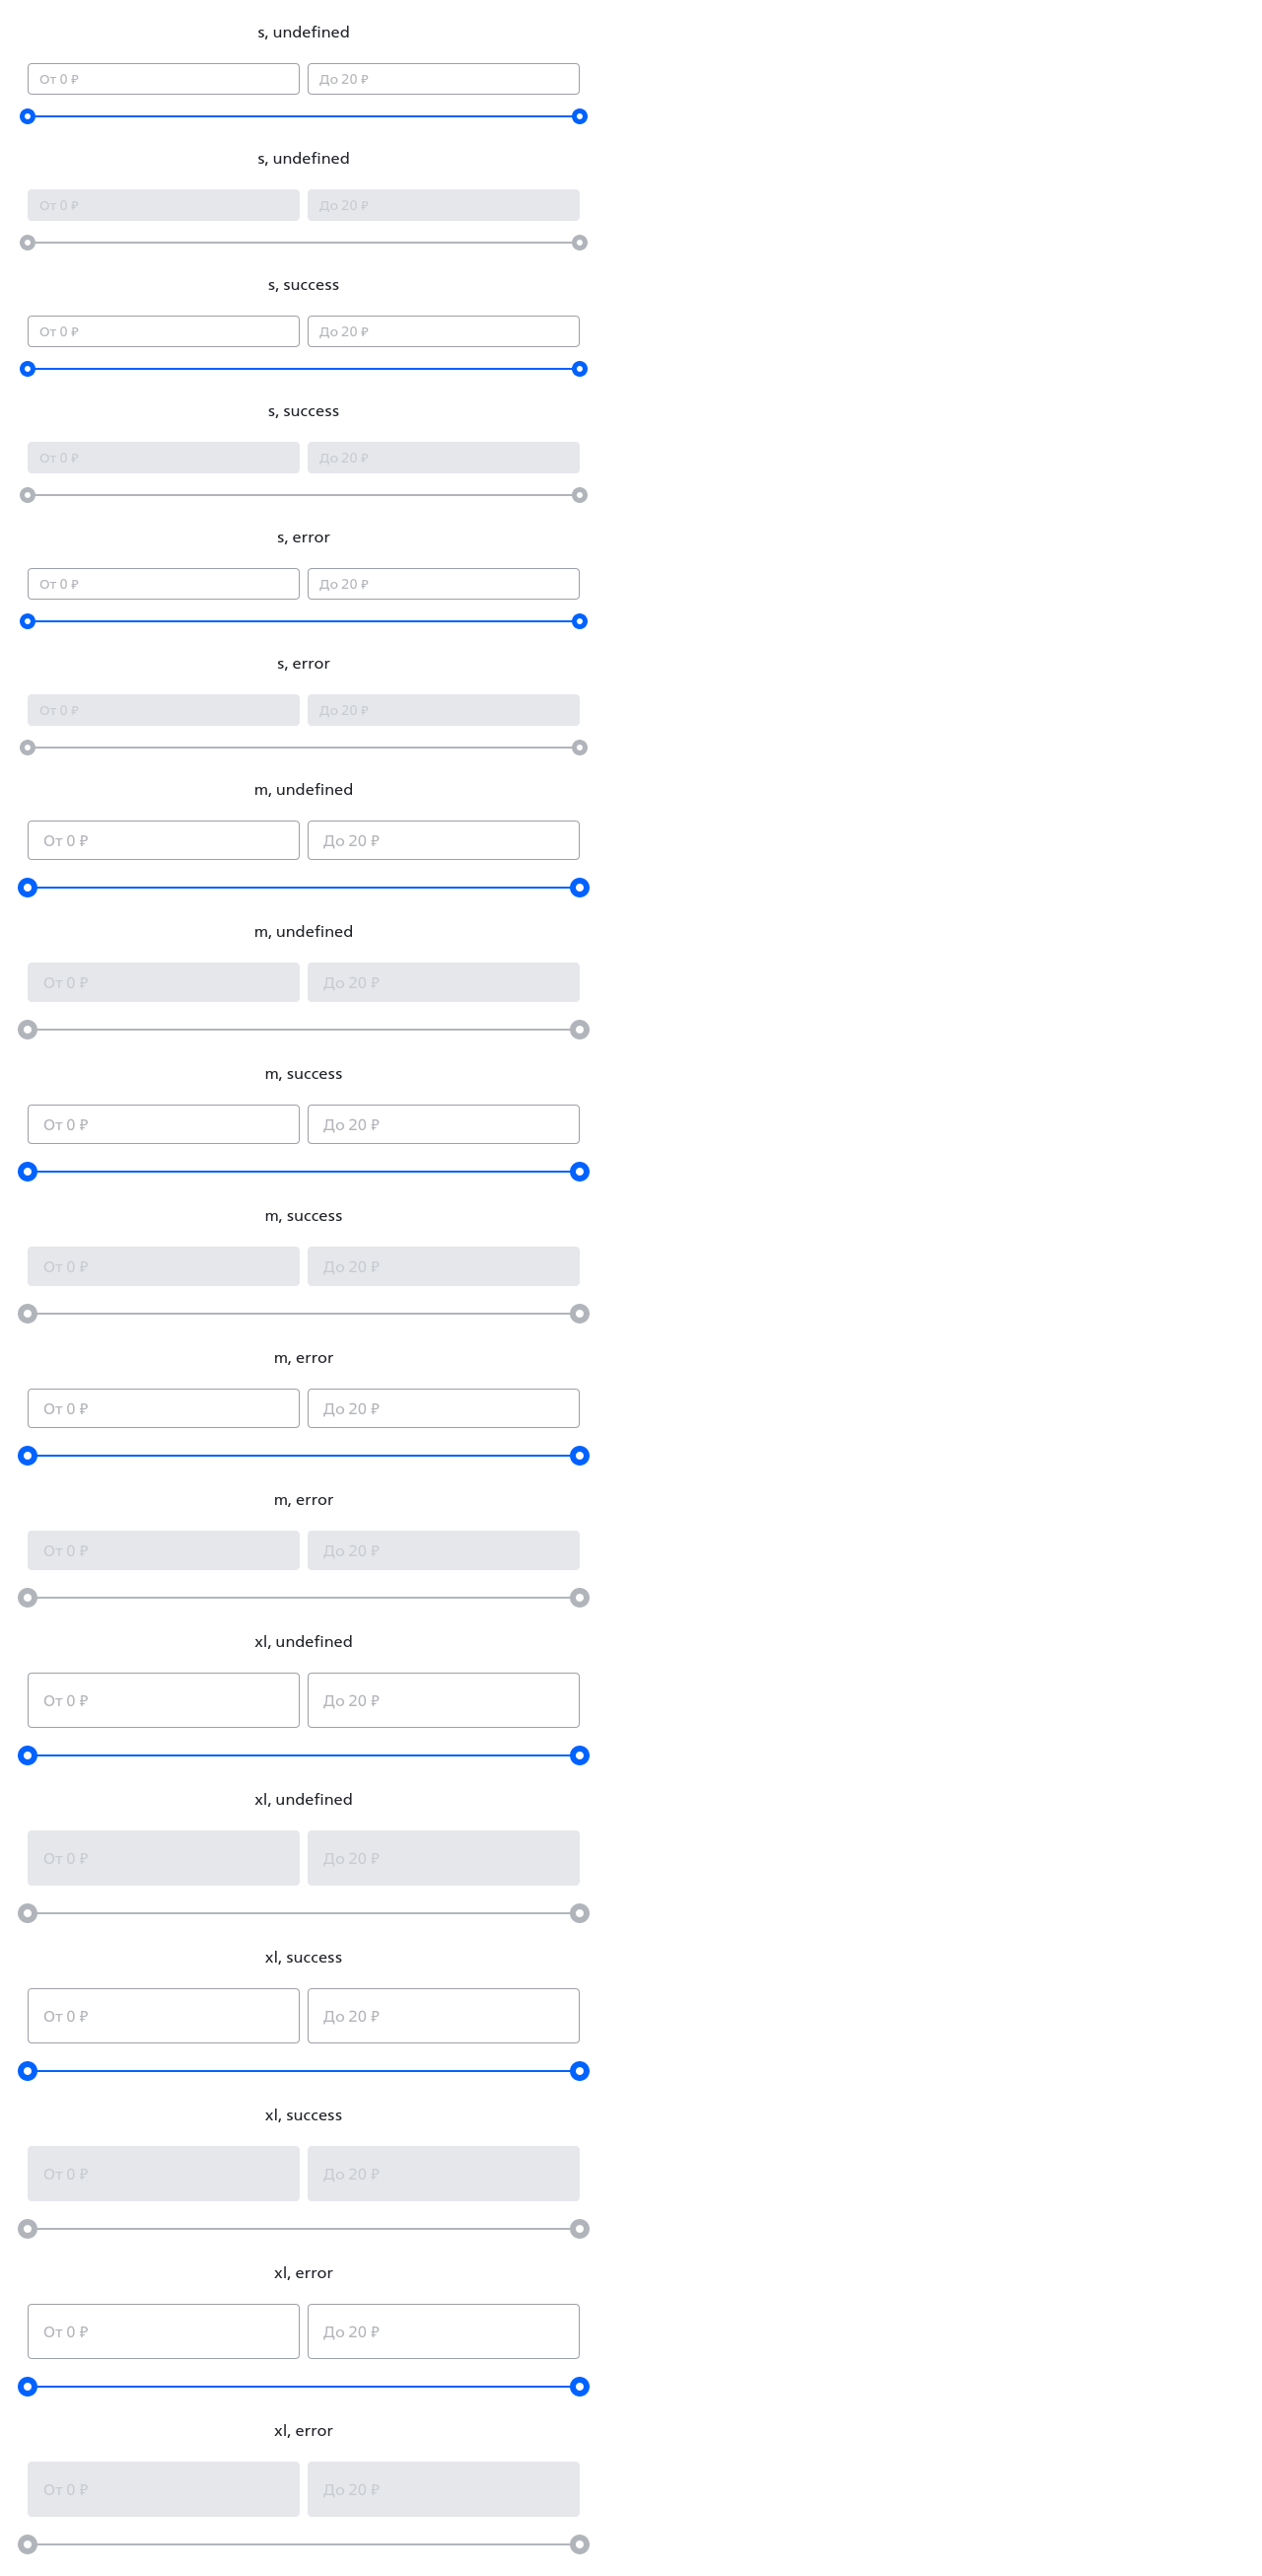 s, undefined
От 0 ₽ До 20 ₽
s, undefined
От 0 ₽ До 20 ₽
s, success
От 0 ₽ До 20 ₽
s, success
От 0 ₽ До 20 ₽
s, error
От 0 ₽ До 20 ₽
s, error
От 0 ₽ До 20 ₽
m, undefined
От 0 ₽ До 20 ₽
m, undefined
От 0 ₽ До 20 ₽
m, success
От 0 ₽ До 20 ₽
m, success
От 0 ₽ До 20 ₽
m, error
От 0 ₽ До 20 ₽
m, error
От 0 ₽ До 20 ₽
xl, undefined
От 0 ₽ До 20 ₽
xl, undefined
От 0 ₽ До 20 ₽
xl, success
От 0 ₽ До 20 ₽
xl, success
От 0 ₽ До 20 ₽
xl, error
От 0 ₽ До 20 ₽
xl, error
От 0 ₽ До 20 ₽